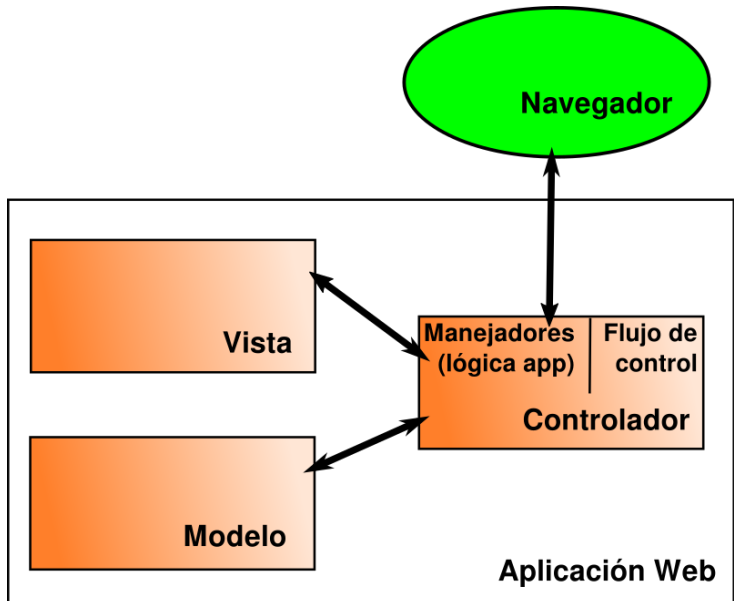 Navegador
Vista
Manejadores
(lógica app)
Flujo de
control
Controlador
Modelo
Aplicación Web